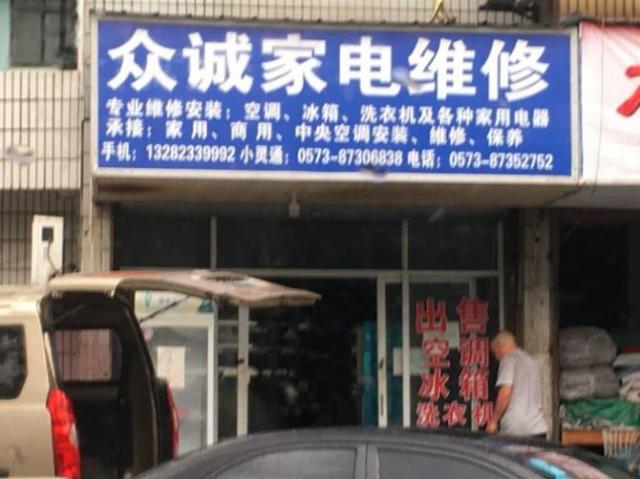 众诚家电维修
专业维修安装：空调、冰箱、洗衣机及各种家用电器
承接：家 用、商 用、中央空调安装、维修、保养
手机：13282339992 小灵通：0573-87306838 电话：0573-87352752
出售
空调
冰箱
洗衣机